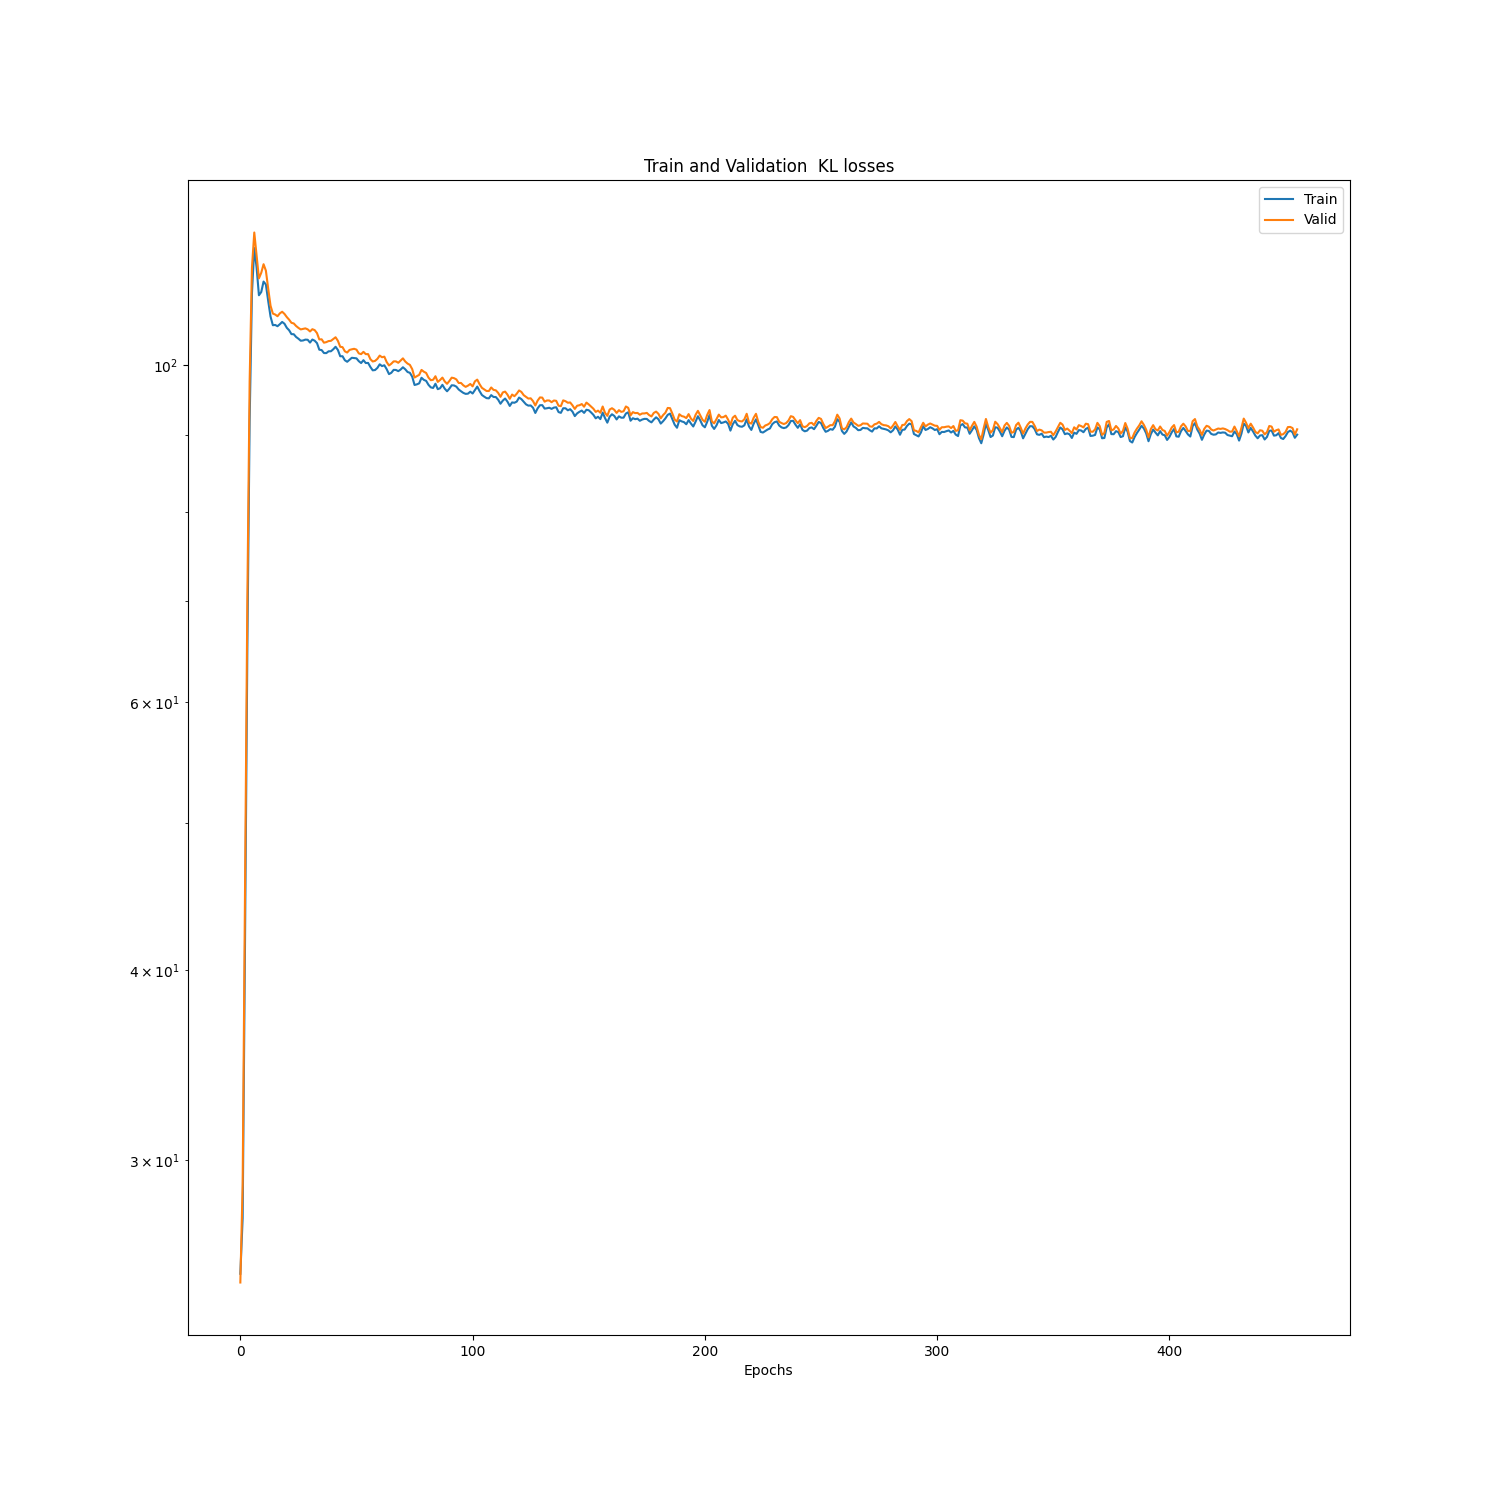 Train and Validation  KL losses
Train
Valid
10²
6 × 10¹
4 × 10¹
3 × 10¹
0 100 200 300 400
Epochs